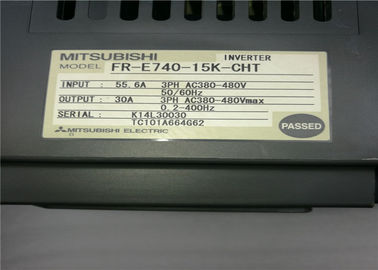 MITSUBISHI INVERTER
MODEL FR-E740-15K-CHT
INPUT : 55.6A 3PH AC380-480V
50/60Hz
OUTPUT : 30A 3PH AC380-480Vmax
0.2-400Hz
SERIAL : K14L30030
TC101A664G62
PASSED
MITSUBISHI ELECTRIC